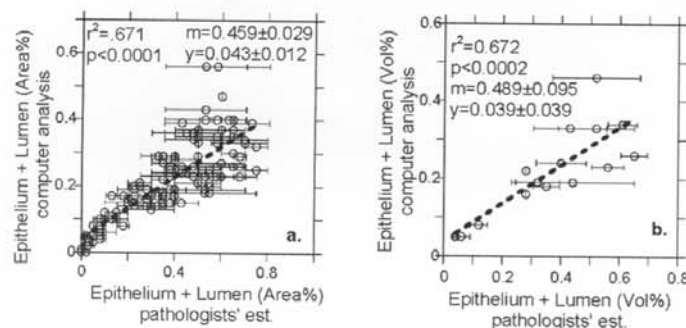 a.
r²=.671 m=0.459±0.029
p<0.0001 y=0.043±0.012
0.6
0.4
0.2
0
0 0.4 0.8
Epithelium + Lumen (Area%)
computer analysis
Epithelium + Lumen (Area%)
pathologists' est.
b.
r²=0.672
p<0.0002
m=0.489±0.095
y=0.039±0.039
0.6
0.4
0.2
0
0 0.2 0.4 0.6 0.8
Epithelium + Lumen (Vol%)
computer analysis
Epithelium + Lumen (Vol%)
pathologists' est.